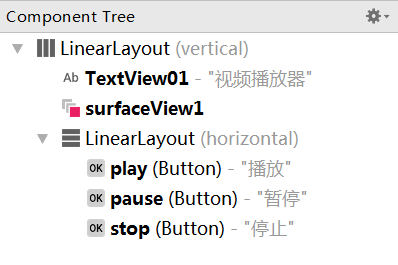 Component Tree
LinearLayout (vertical)
Ab TextView01 - "视频播放器"
surfaceView1
LinearLayout (horizontal)
OK play (Button) - "播放"
OK pause (Button) - "暂停"
OK stop (Button) - "停止"